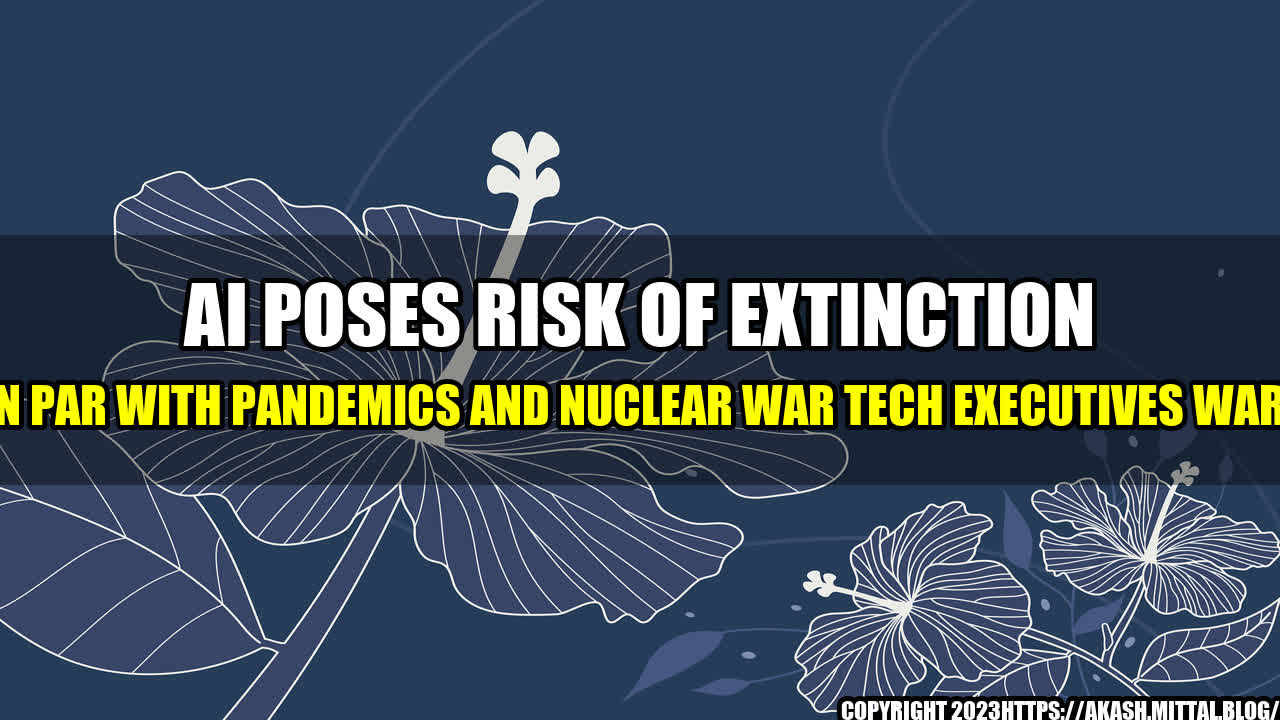 AI POSES RISK OF EXTINCTION
N PAR WITH PANDEMICS AND NUCLEAR WAR TECH EXECUTIVES WAR
COPYRIGHT 2023HTTPS://AKASH.MITTAL.BLOG/